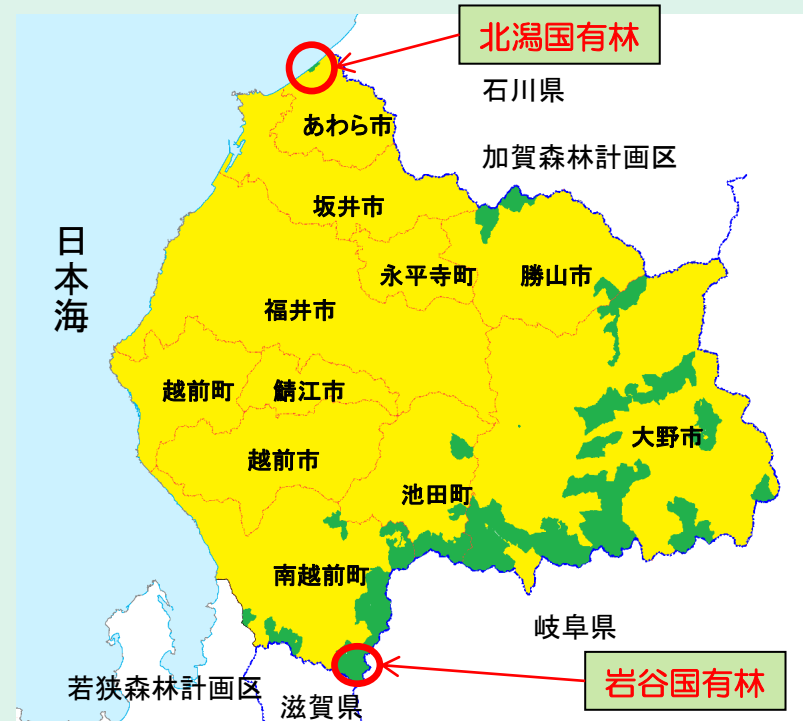 北潟国有林
石川県
あわら市
加賀森林計画区
坂井市
日本海
永平寺町
勝山市
福井市
越前町
鯖江市
大野市
越前市
池田町
南越前町
岐阜県
若狭森林計画区
岩谷国有林
滋賀県